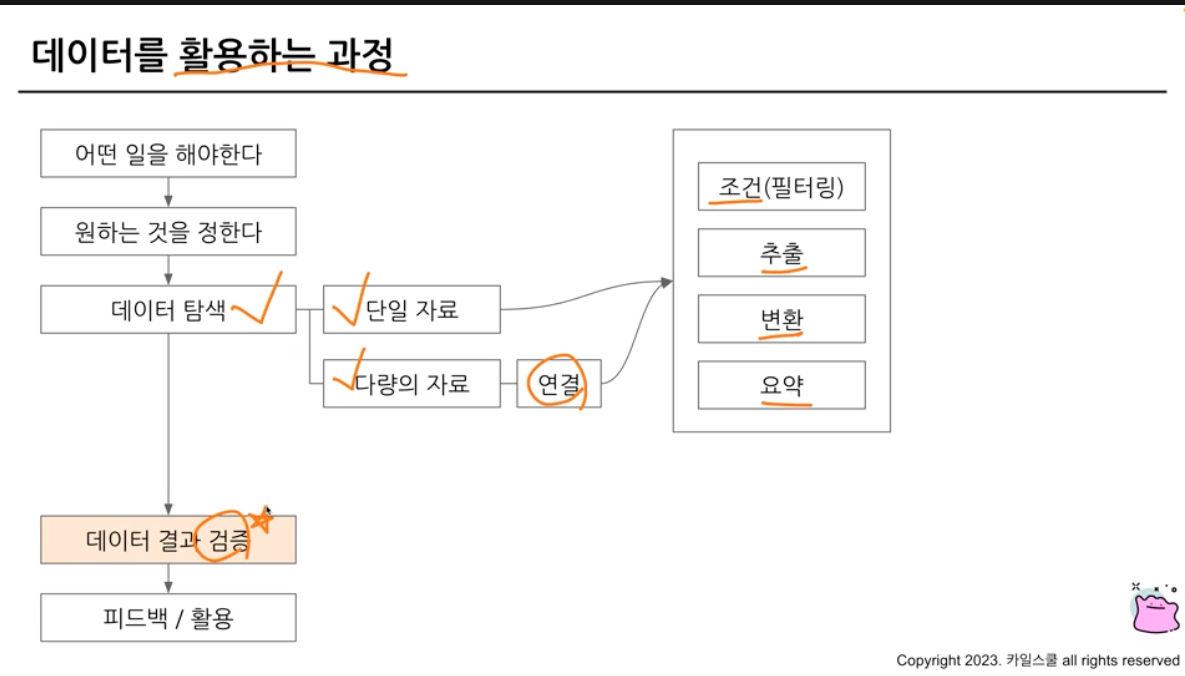 데이터를 활용하는 과정
어떤 일을 해야한다
원하는 것을 정한다
데이터 탐색
단일 자료
다량의 자료
연결
조건(필터링)
추출
변환
요약
데이터 결과 검증
피드백 / 활용
Copyright 2023. 카일스쿨 all rights reserved